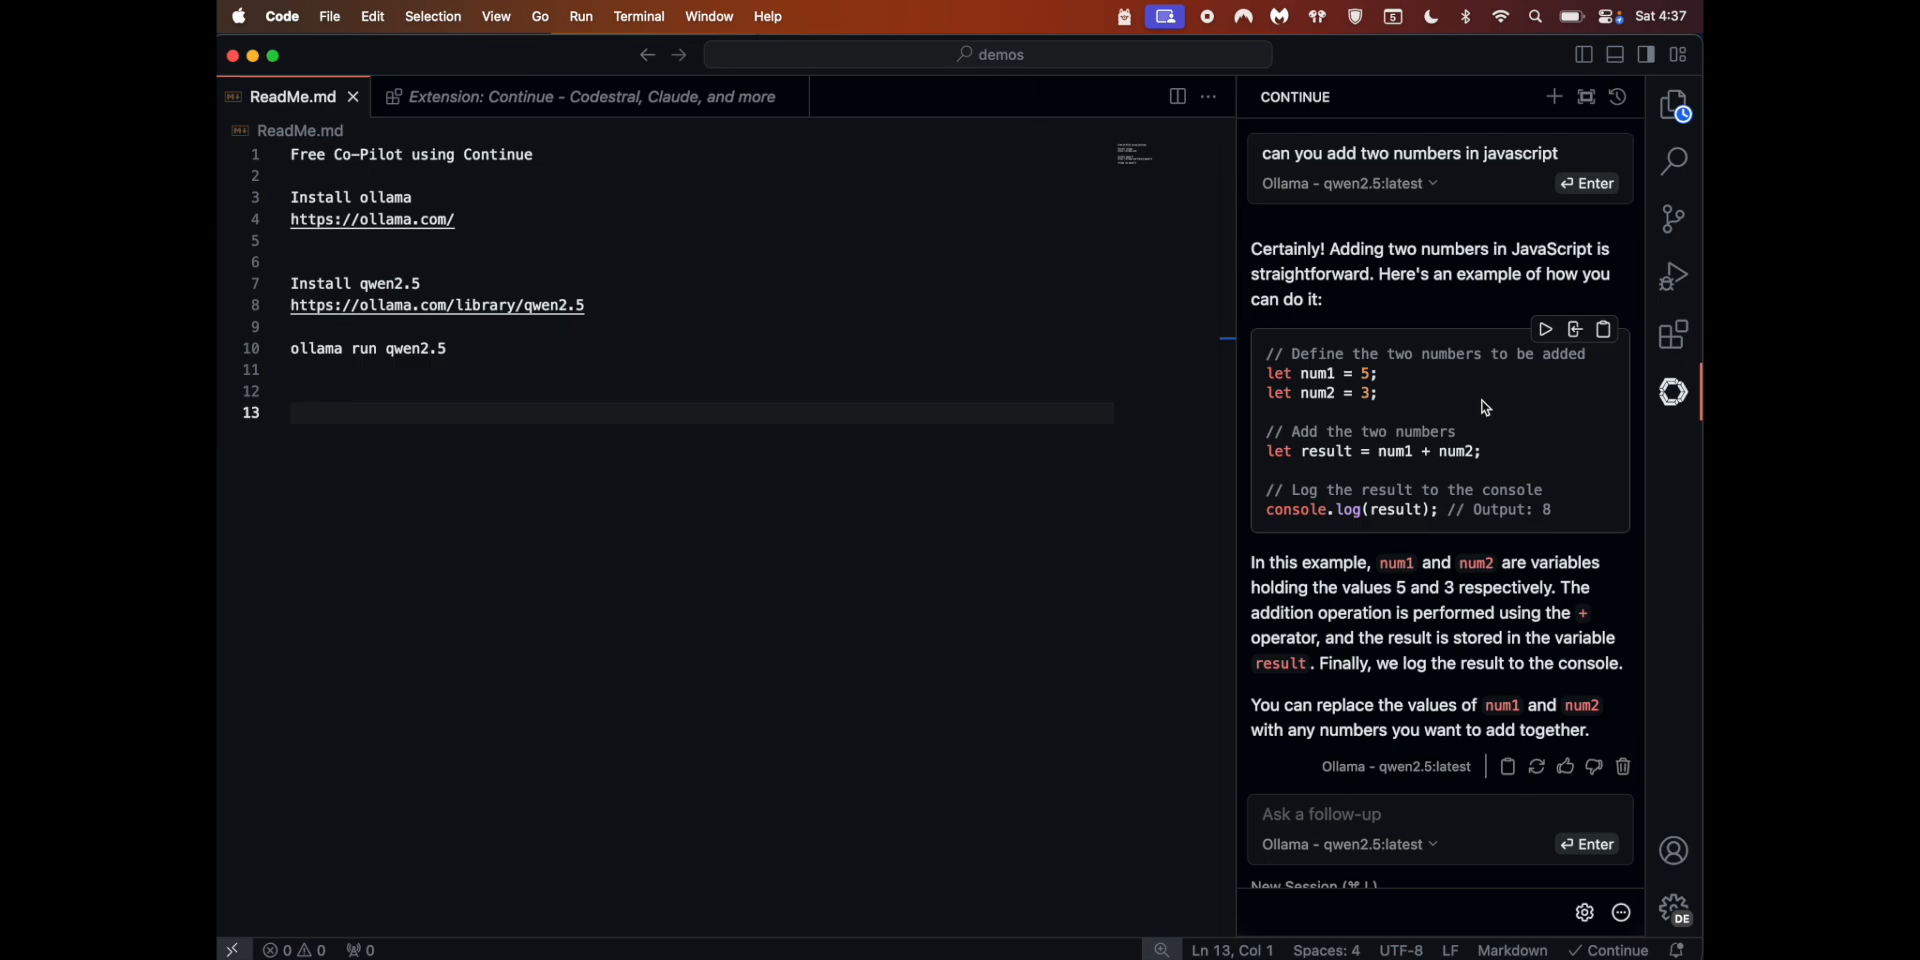 Code File Edit Selection View Go Run Terminal Window Help 5 Sat 4:37
demos
ReadMe.md Extension: Continue - Codestral, Claude, and more
ReadMe.md
1 Free Co-Pilot using Continue
2
3 Install ollama
4 https://ollama.com/
5
6
7 Install qwen2.5
8 https://ollama.com/library/qwen2.5
9
10 ollama run qwen2.5
11
12
13
CONTINUE
can you add two numbers in javascript
Ollama - qwen2.5:latest Enter
Certainly! Adding two numbers in JavaScript is
straightforward. Here's an example of how you
can do it:
// Define the two numbers to be added
let num1 = 5;
let num2 = 3;
// Add the two numbers
let result = num1 + num2;
// Log the result to the console
console.log(result); // Output: 8
In this example, num1 and num2 are variables
holding the values 5 and 3 respectively. The
addition operation is performed using the +
operator, and the result is stored in the variable
result. Finally, we log the result to the console.
You can replace the values of num1 and num2
with any numbers you want to add together.
Ollama - qwen2.5:latest
Ask a follow-up
Ollama - qwen2.5:latest Enter
New Session (⌘ L)
DE
0 0 0 Ln 13, Col 1 Spaces: 4 UTF-8 LF Markdown ✓ Continue